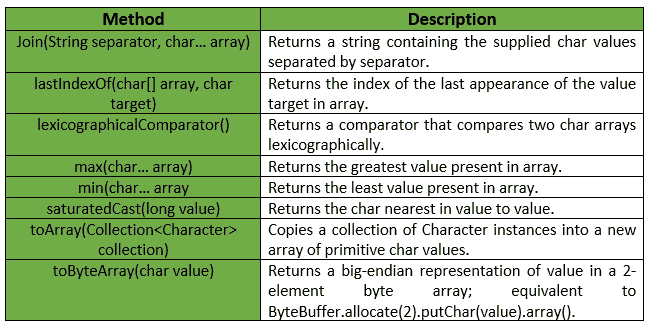 Method Description
Join(String separator, char... array) Returns a string containing the supplied char values
separated by separator.
lastIndexOf(char[] array, char Returns the index of the last appearance of the value
target) target in array.
lexicographicalComparator() Returns a comparator that compares two char arrays
lexicographically.
max(char... array) Returns the greatest value present in array.
min(char... array Returns the least value present in array.
saturatedCast(long value) Returns the char nearest in value to value.
toArray(Collection<Character> Copies a collection of Character instances into a new
collection) array of primitive char values.
toByteArray(char value) Returns a big-endian representation of value in a 2-
element byte array; equivalent to
ByteBuffer.allocate(2).putChar(value).array().